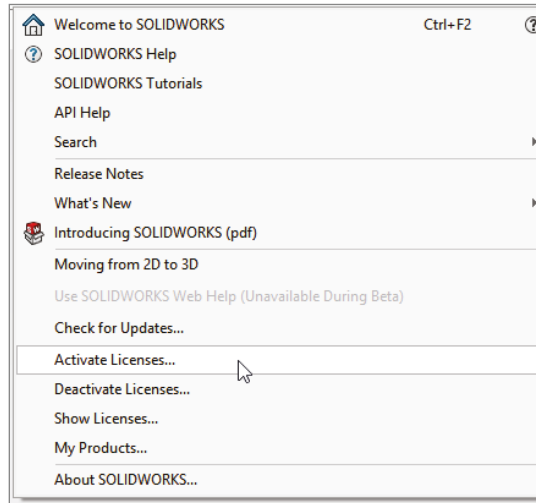 Welcome to SOLIDWORKS Ctrl+F2
SOLIDWORKS Help
SOLIDWORKS Tutorials
API Help
Search
Release Notes
What's New
Introducing SOLIDWORKS (pdf)
Moving from 2D to 3D
Use SOLIDWORKS Web Help (Unavailable During Beta)
Check for Updates...
Activate Licenses...
Deactivate Licenses...
Show Licenses...
My Products...
About SOLIDWORKS...